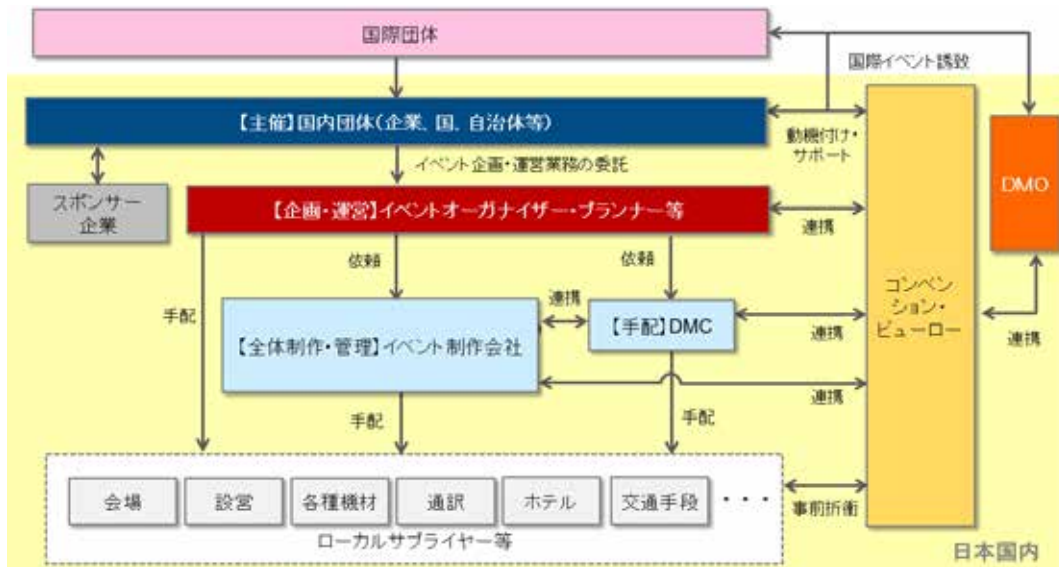 国際団体
国際イベント誘致
【主催】国内団体（企業、国、自治体等）
動機付け・
サポート
DMO
イベント企画・運営業務の委託
スポンサー
企業
【企画・運営】イベントオーガナイザー・プランナー等
連携
依頼
依頼
手配
連携
コンベン
ション・
ビューロー
【全体制作・管理】イベント制作会社
【手配】DMC
連携
連携
連携
手配
手配
会場
設営
各種機材
通訳
ホテル
交通手段
・・・
事前折衝
ローカルサプライヤー等
日本国内